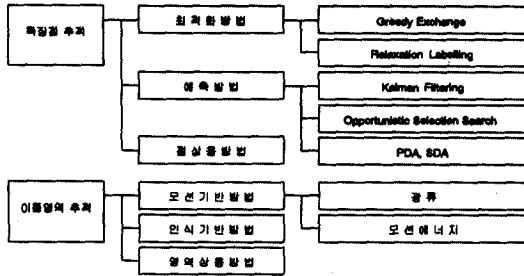 특징점 추적
최 적 화 방 법
Greedy Exchange
Relaxation Labelling
예 측 방 법
Kalman Filtering
Opportunistic Selection Search
점 상 응 방 법
PDA, SDA
이동영역 추적
모 션 기 반 방 법
광 류
인 식 기 반 방 법
모 션 에 너 지
영 역 상 응 방 법